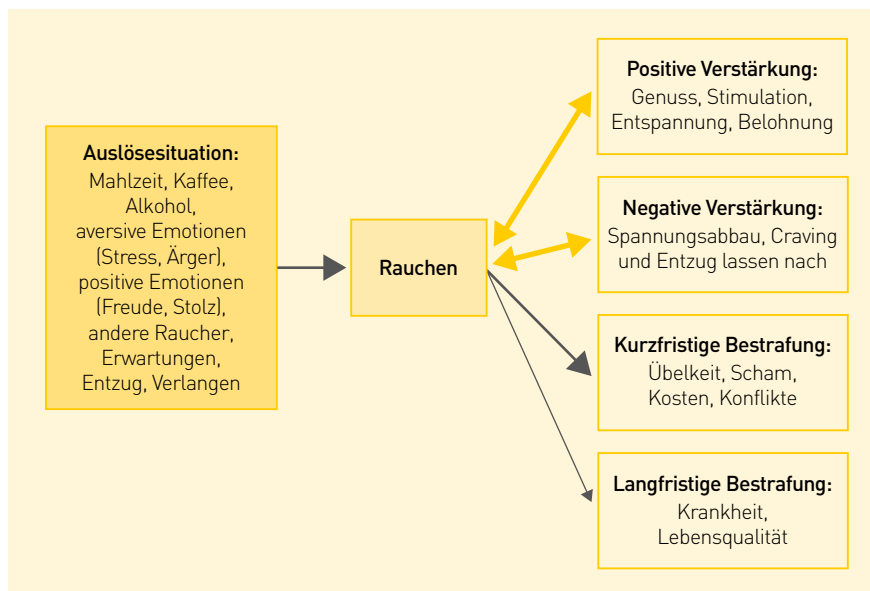 Auslösesituation:
Mahlzeit, Kaffee,
Alkohol,
aversive Emotionen
(Stress, Ärger),
positive Emotionen
(Freude, Stolz),
andere Raucher,
Erwartungen,
Entzug, Verlangen
Rauchen
Positive Verstärkung:
Genuss, Stimulation,
Entspannung, Belohnung
Negative Verstärkung:
Spannungsabbau, Craving
und Entzug lassen nach
Kurzfristige Bestrafung:
Übelkeit, Scham,
Kosten, Konflikte
Langfristige Bestrafung:
Krankheit,
Lebensqualität